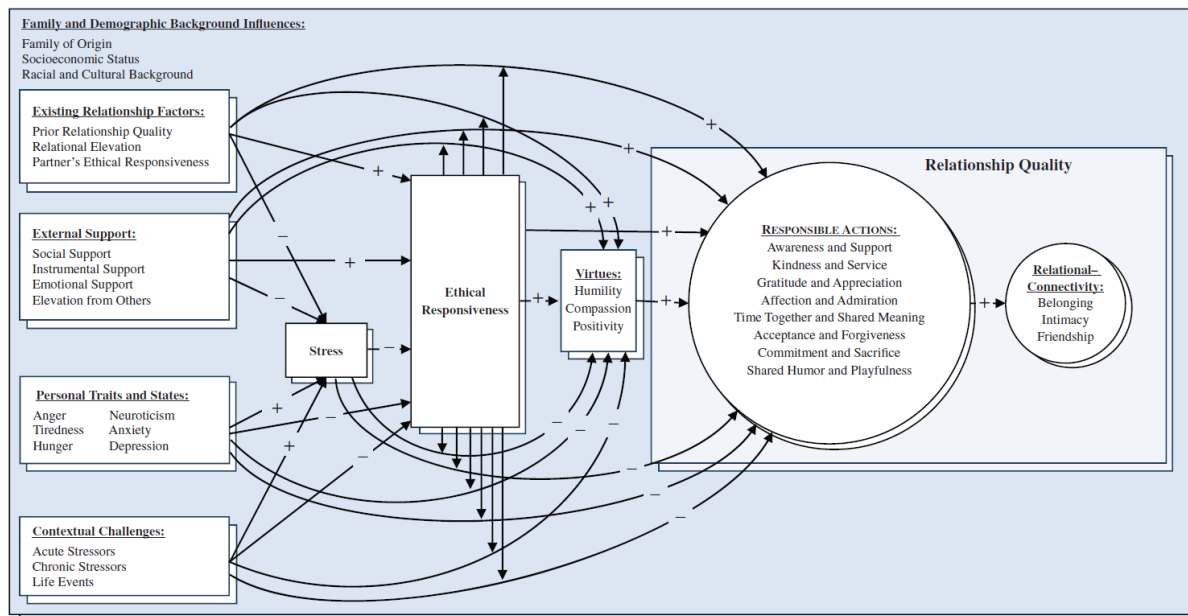 Family and Demographic Background Influences:
Family of Origin
Socioeconomic Status
Racial and Cultural Background
Existing Relationship Factors:
Prior Relationship Quality
Relational Elevation
Partner's Ethical Responsiveness
External Support:
Social Support
Instrumental Support
Emotional Support
Elevation from Others
Personal Traits and States:
Anger Neuroticism
Tiredness Anxiety
Hunger Depression
Contextual Challenges:
Acute Stressors
Chronic Stressors
Life Events
Stress
Ethical
Responsiveness
Virtues:
Humility
Compassion
Positivity
Relationship Quality
RESPONSIBLE ACTIONS:
Awareness and Support
Kindness and Service
Gratitude and Appreciation
Affection and Admiration
Time Together and Shared Meaning
Acceptance and Forgiveness
Commitment and Sacrifice
Shared Humor and Playfulness
Relational–
Connectivity:
Belonging
Intimacy
Friendship
+
+
+
+
+
+
+
+
+
+
+
+
−
−
−
−
−
−
−
−
−
−
−